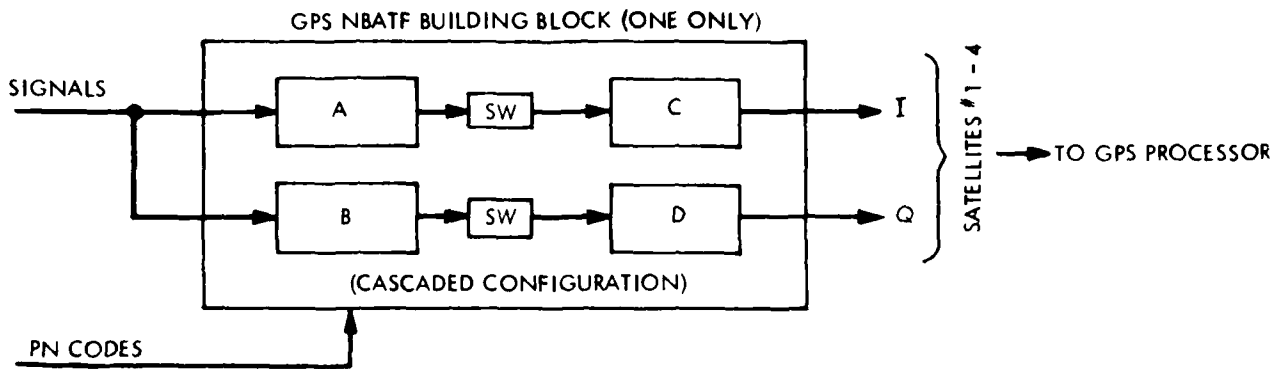 GPS NBATF BUILDING BLOCK (ONE ONLY)
SIGNALS
A
SW
C
I
B
SW
D
Q
(CASCADED CONFIGURATION)
SATELLITES #1 - 4
TO GPS PROCESSOR
PN CODES